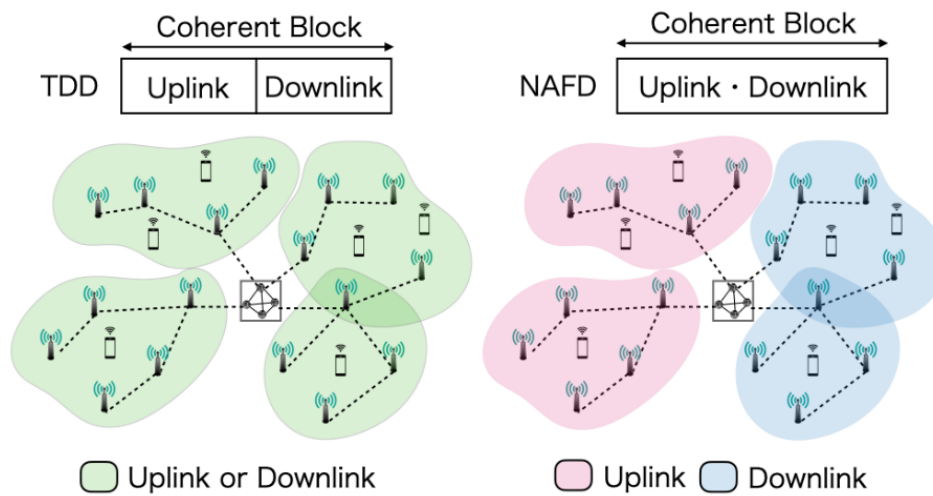 Coherent Block
TDD
Uplink
Downlink
Uplink or Downlink
Coherent Block
NAFD
Uplink・Downlink
Uplink
Downlink